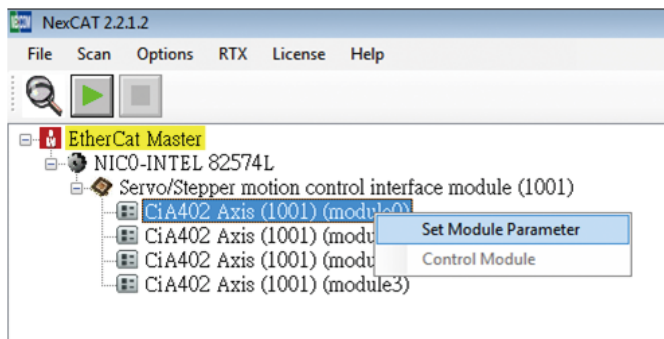 NexCAT 2.2.1.2
File Scan Options RTX License Help
EtherCat Master
NIC0-INTEL 82574L
Servo/Stepper motion control interface module (1001)
CiA402 Axis (1001) (module0)
Set Module Parameter
CiA402 Axis (1001) (modu
Control Module
CiA402 Axis (1001) (modu
CiA402 Axis (1001) (module3)